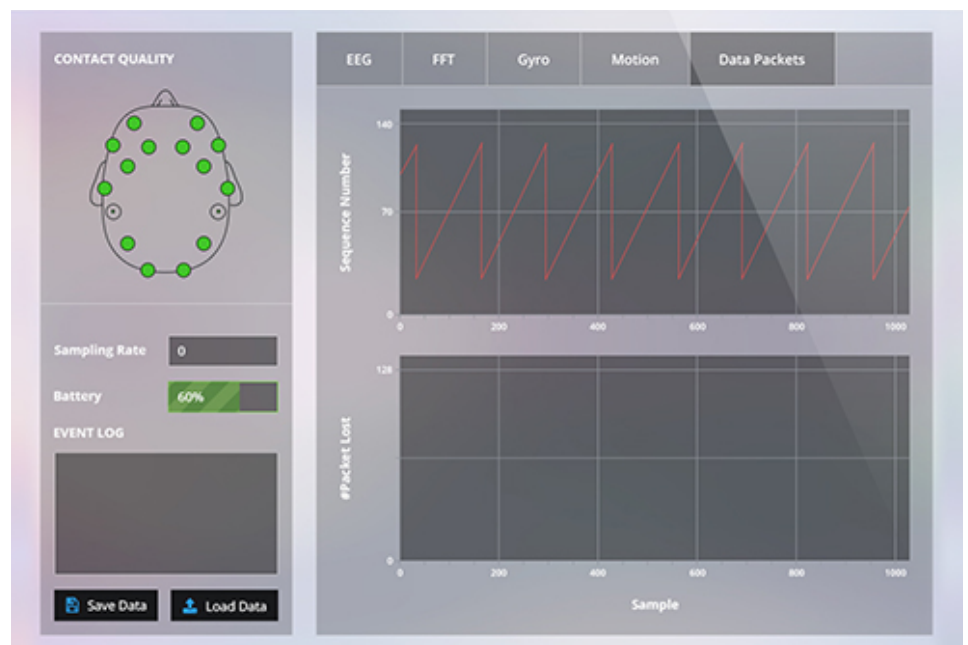 CONTACT QUALITY
Sampling Rate 0
Battery 60%
EVENT LOG
Save Data Load Data
EEG FFT Gyro Motion Data Packets
Sequence Number
140
70
0
0 200 400 600 800 1000
#Packet Lost
128
0
0 200 400 600 800 1000
Sample